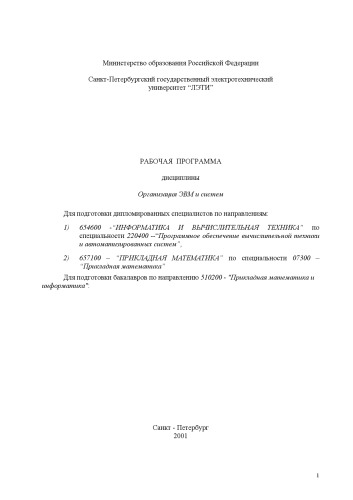 Министерство образования Российской Федерации
Санкт-Петербургский государственный электротехнический
университет “ЛЭТИ”
РАБОЧАЯ ПРОГРАММА
дисциплины
Организация ЭВМ и систем
Для подготовки дипломированных специалистов по направлениям:
1) 654600 -“ИНФОРМАТИКА И ВЫЧИСЛИТЕЛЬНАЯ ТЕХНИКА” по
специальности 220400 –“Программное обеспечение вычислительной техники
и автоматизированных систем”,
2) 657100 – “ПРИКЛАДНАЯ МАТЕМАТИКА” по специальности 07300 –
“Прикладная математика”
Для подготовки бакалавров по направлению 510200 - "Прикладная математика и
информатика".
Санкт - Петербург
2001
1